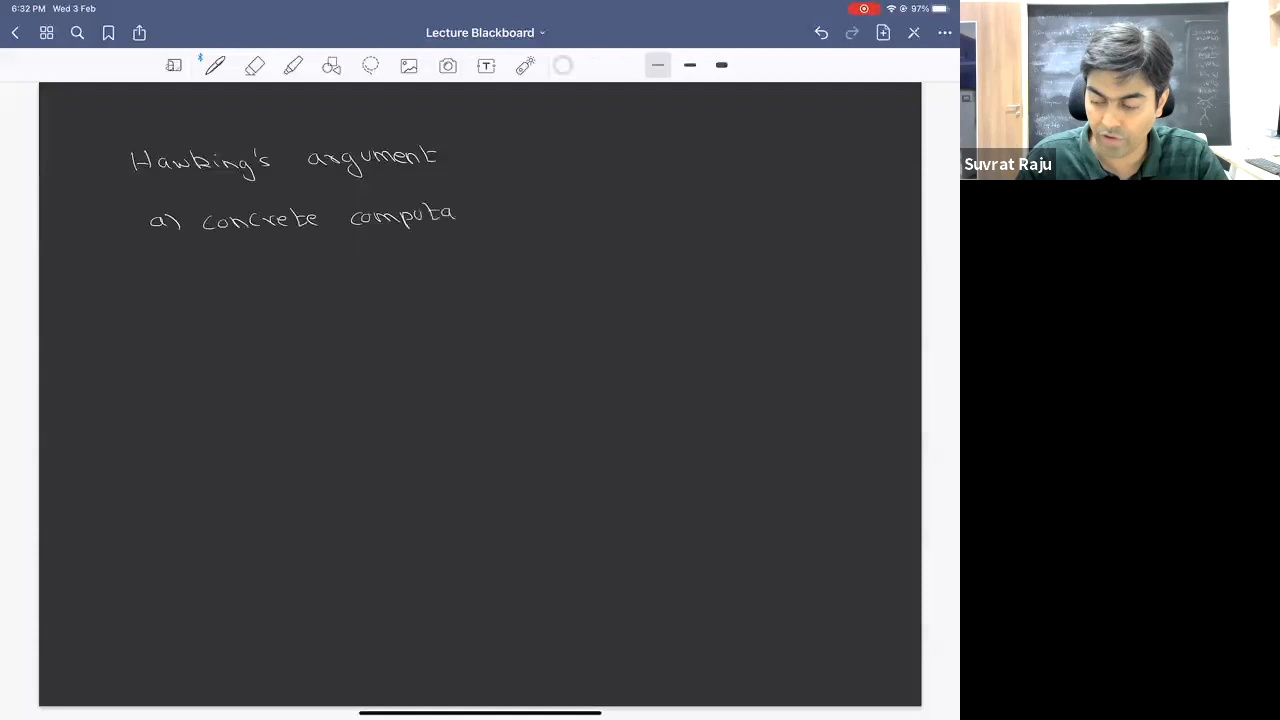 6:32 PM Wed 3 Feb
97%
Lecture Blackboard
T
Hawking's argument
a) concrete computa
Suvrat Raju